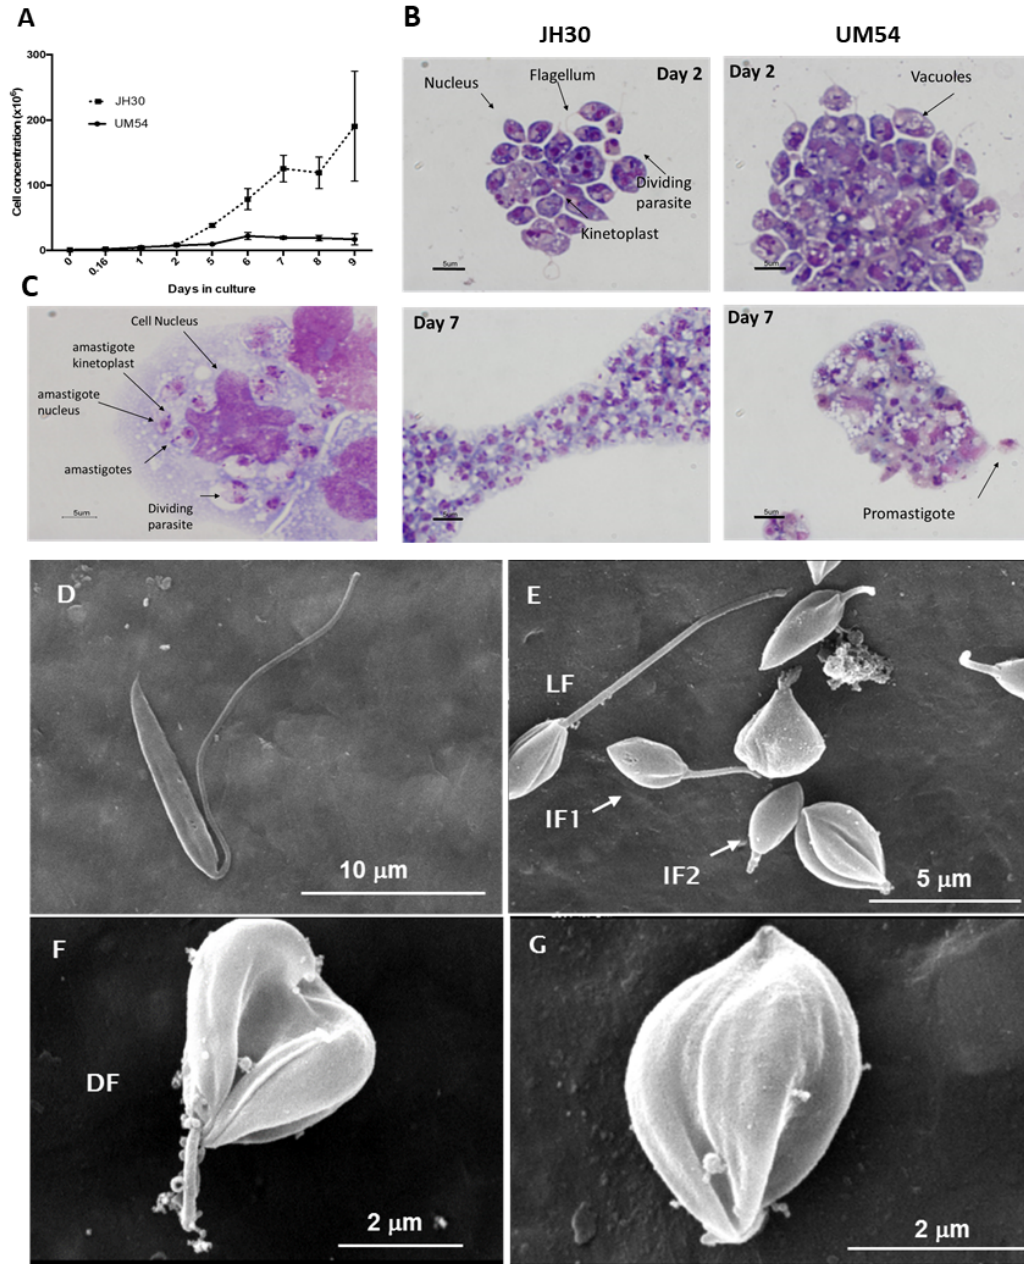 A
Cell concentration (x10⁶)
300
200
100
0
JH30
UM54
0
0.16
1
2
5
6
7
8
9
Days in culture
B
JH30
UM54
Nucleus
Flagellum
Day 2
Dividing
parasite
Kinetoplast
5um
Day 2
Vacuoles
5um
C
Cell Nucleus
amastigote
kinetoplast
amastigote
nucleus
amastigotes
Dividing
parasite
5um
Day 7
Day 7
5um
Promastigote
D
10 μm
E
LF
IF1
IF2
5 μm
F
DF
2 μm
G
2 μm